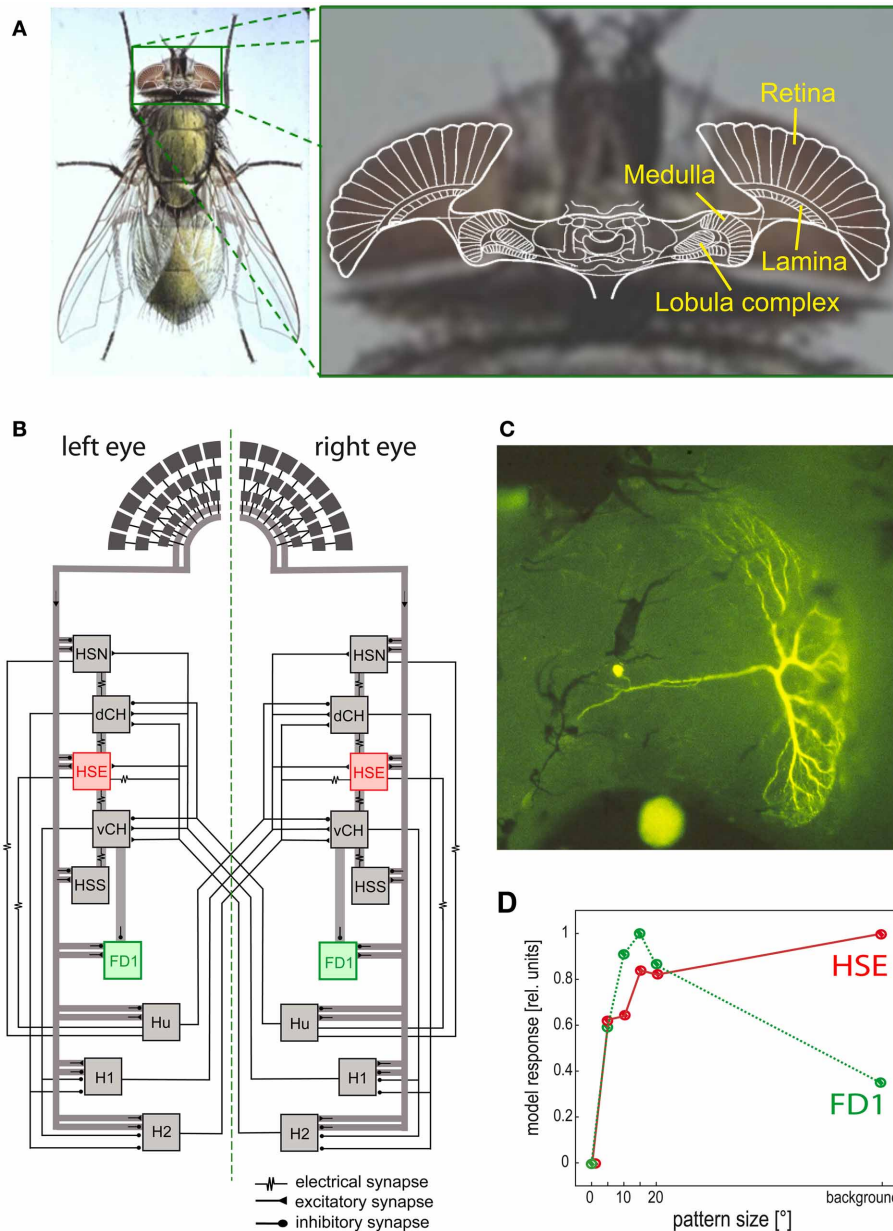 A
Retina
Medulla
Lamina
Lobula complex
B
left eye
right eye
HSN
HSN
dCH
dCH
HSE
HSE
vCH
vCH
HSS
HSS
FD1
FD1
Hu
Hu
H1
H1
H2
H2
electrical synapse
excitatory synapse
inhibitory synapse
C
D
model response [rel. units]
1
0.8
0.6
0.4
0.2
0
HSE
FD1
0
10
20
background
pattern size [°]